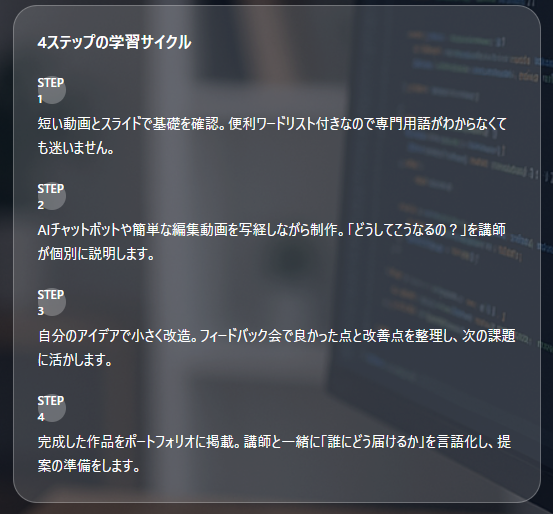 4ステップの学習サイクル
STEP
1
短い動画とスライドで基礎を確認。便利ワードリスト付きなので専門用語がわからなくて
も迷いません。
STEP
2
AIチャットボットや簡単な編集動画を写経しながら制作。「どうしてこうなるの？」を講師
が個別に説明します。
STEP
3
自分のアイデアで小さく改造。フィードバック会で良かった点と改善点を整理し、次の課題
に活かします。
STEP
4
完成した作品をポートフォリオに掲載。講師と一緒に「誰にどう届けるか」を言語化し、提
案の準備をします。